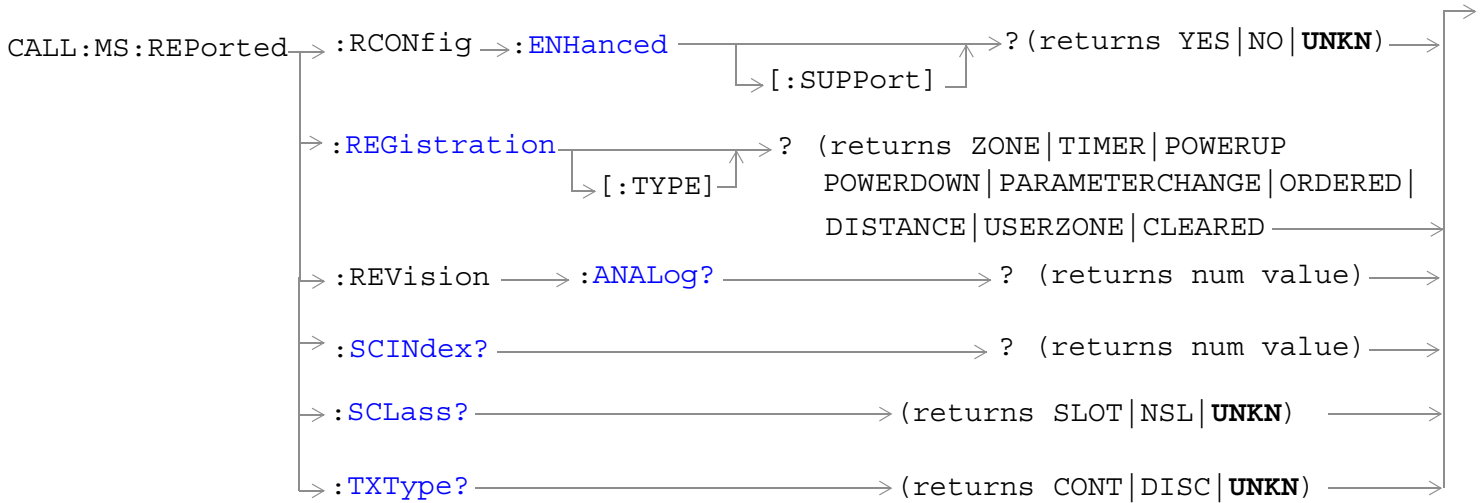 CALL:MS:REPorted :RCONfig :ENHanced ?(returns YES|NO|UNKN)
[:SUPPort]
:REGistration ? (returns ZONE|TIMER|POWERUP
[:TYPE] POWERDOWN|PARAMETERCHANGE|ORDERED|
DISTANCE|USERZONE|CLEARED
:REVision :ANALog? ? (returns num value)
:SCINdex? ? (returns num value)
:SCLass? (returns SLOT|NSL|UNKN)
:TXType? (returns CONT|DISC|UNKN)